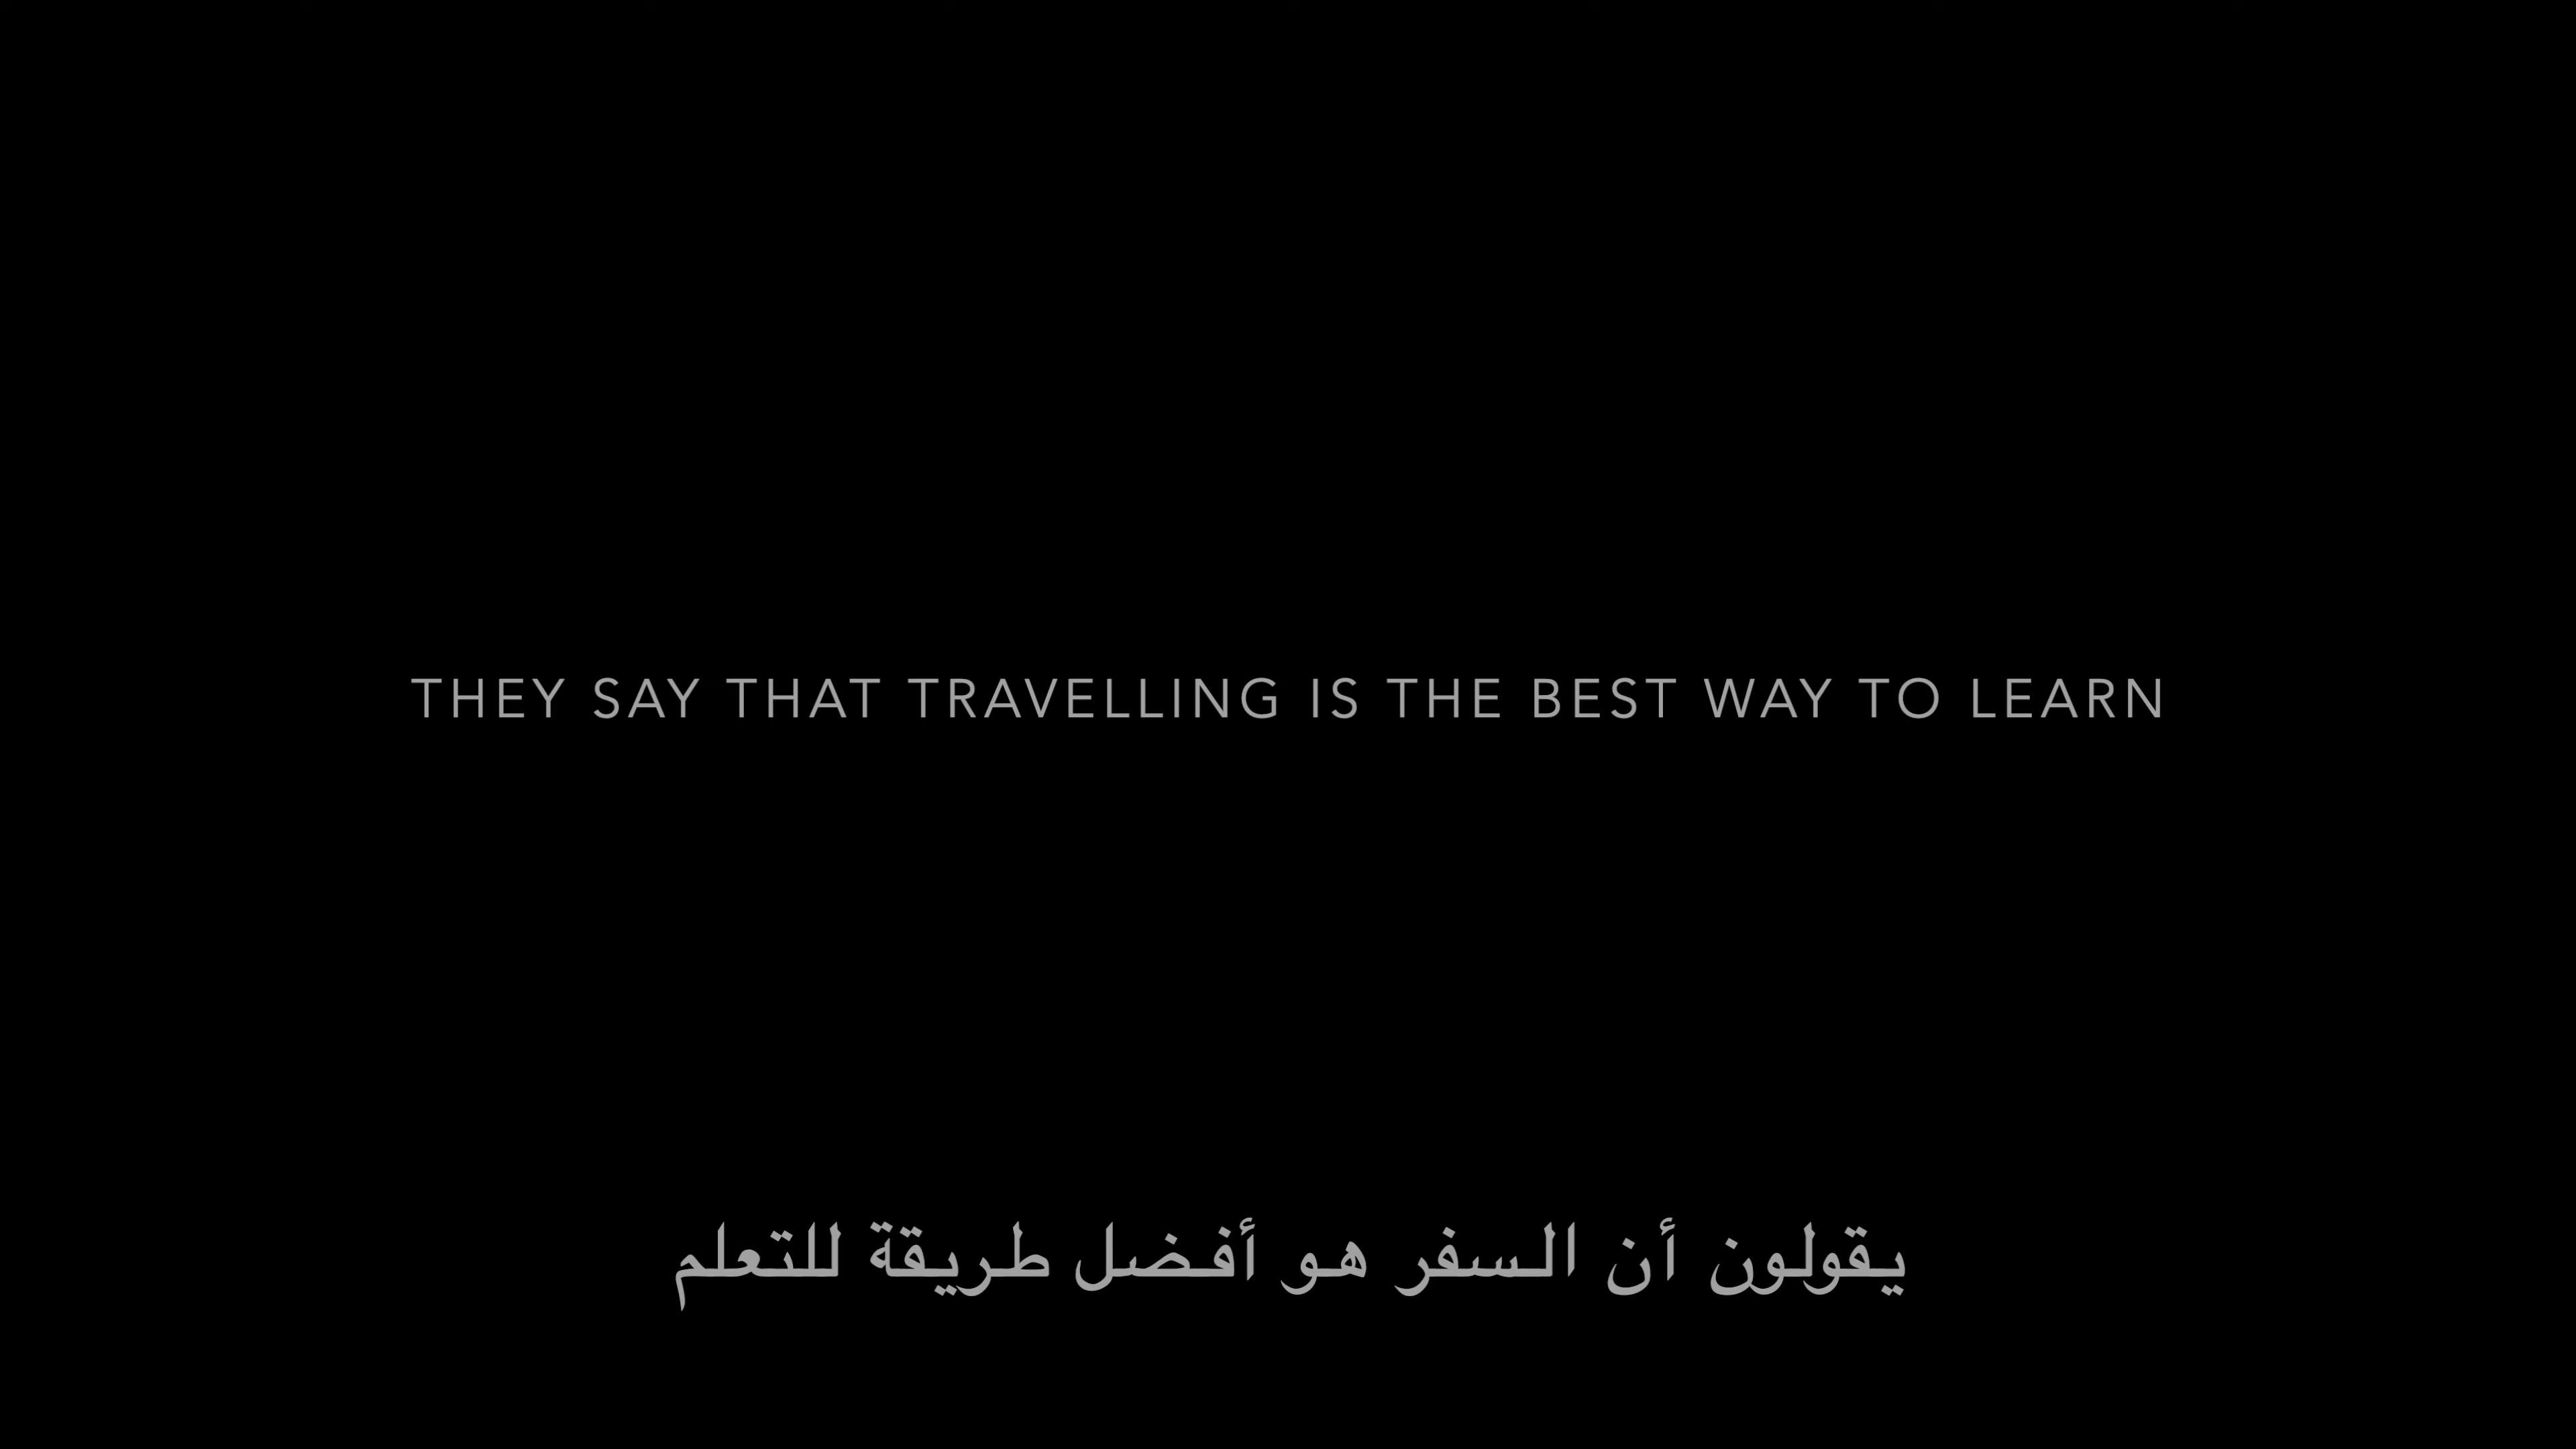 THEY SAY THAT TRAVELLING IS THE BEST WAY TO LEARN
يقولون أن السفر هو أفضل طريقة للتعلم